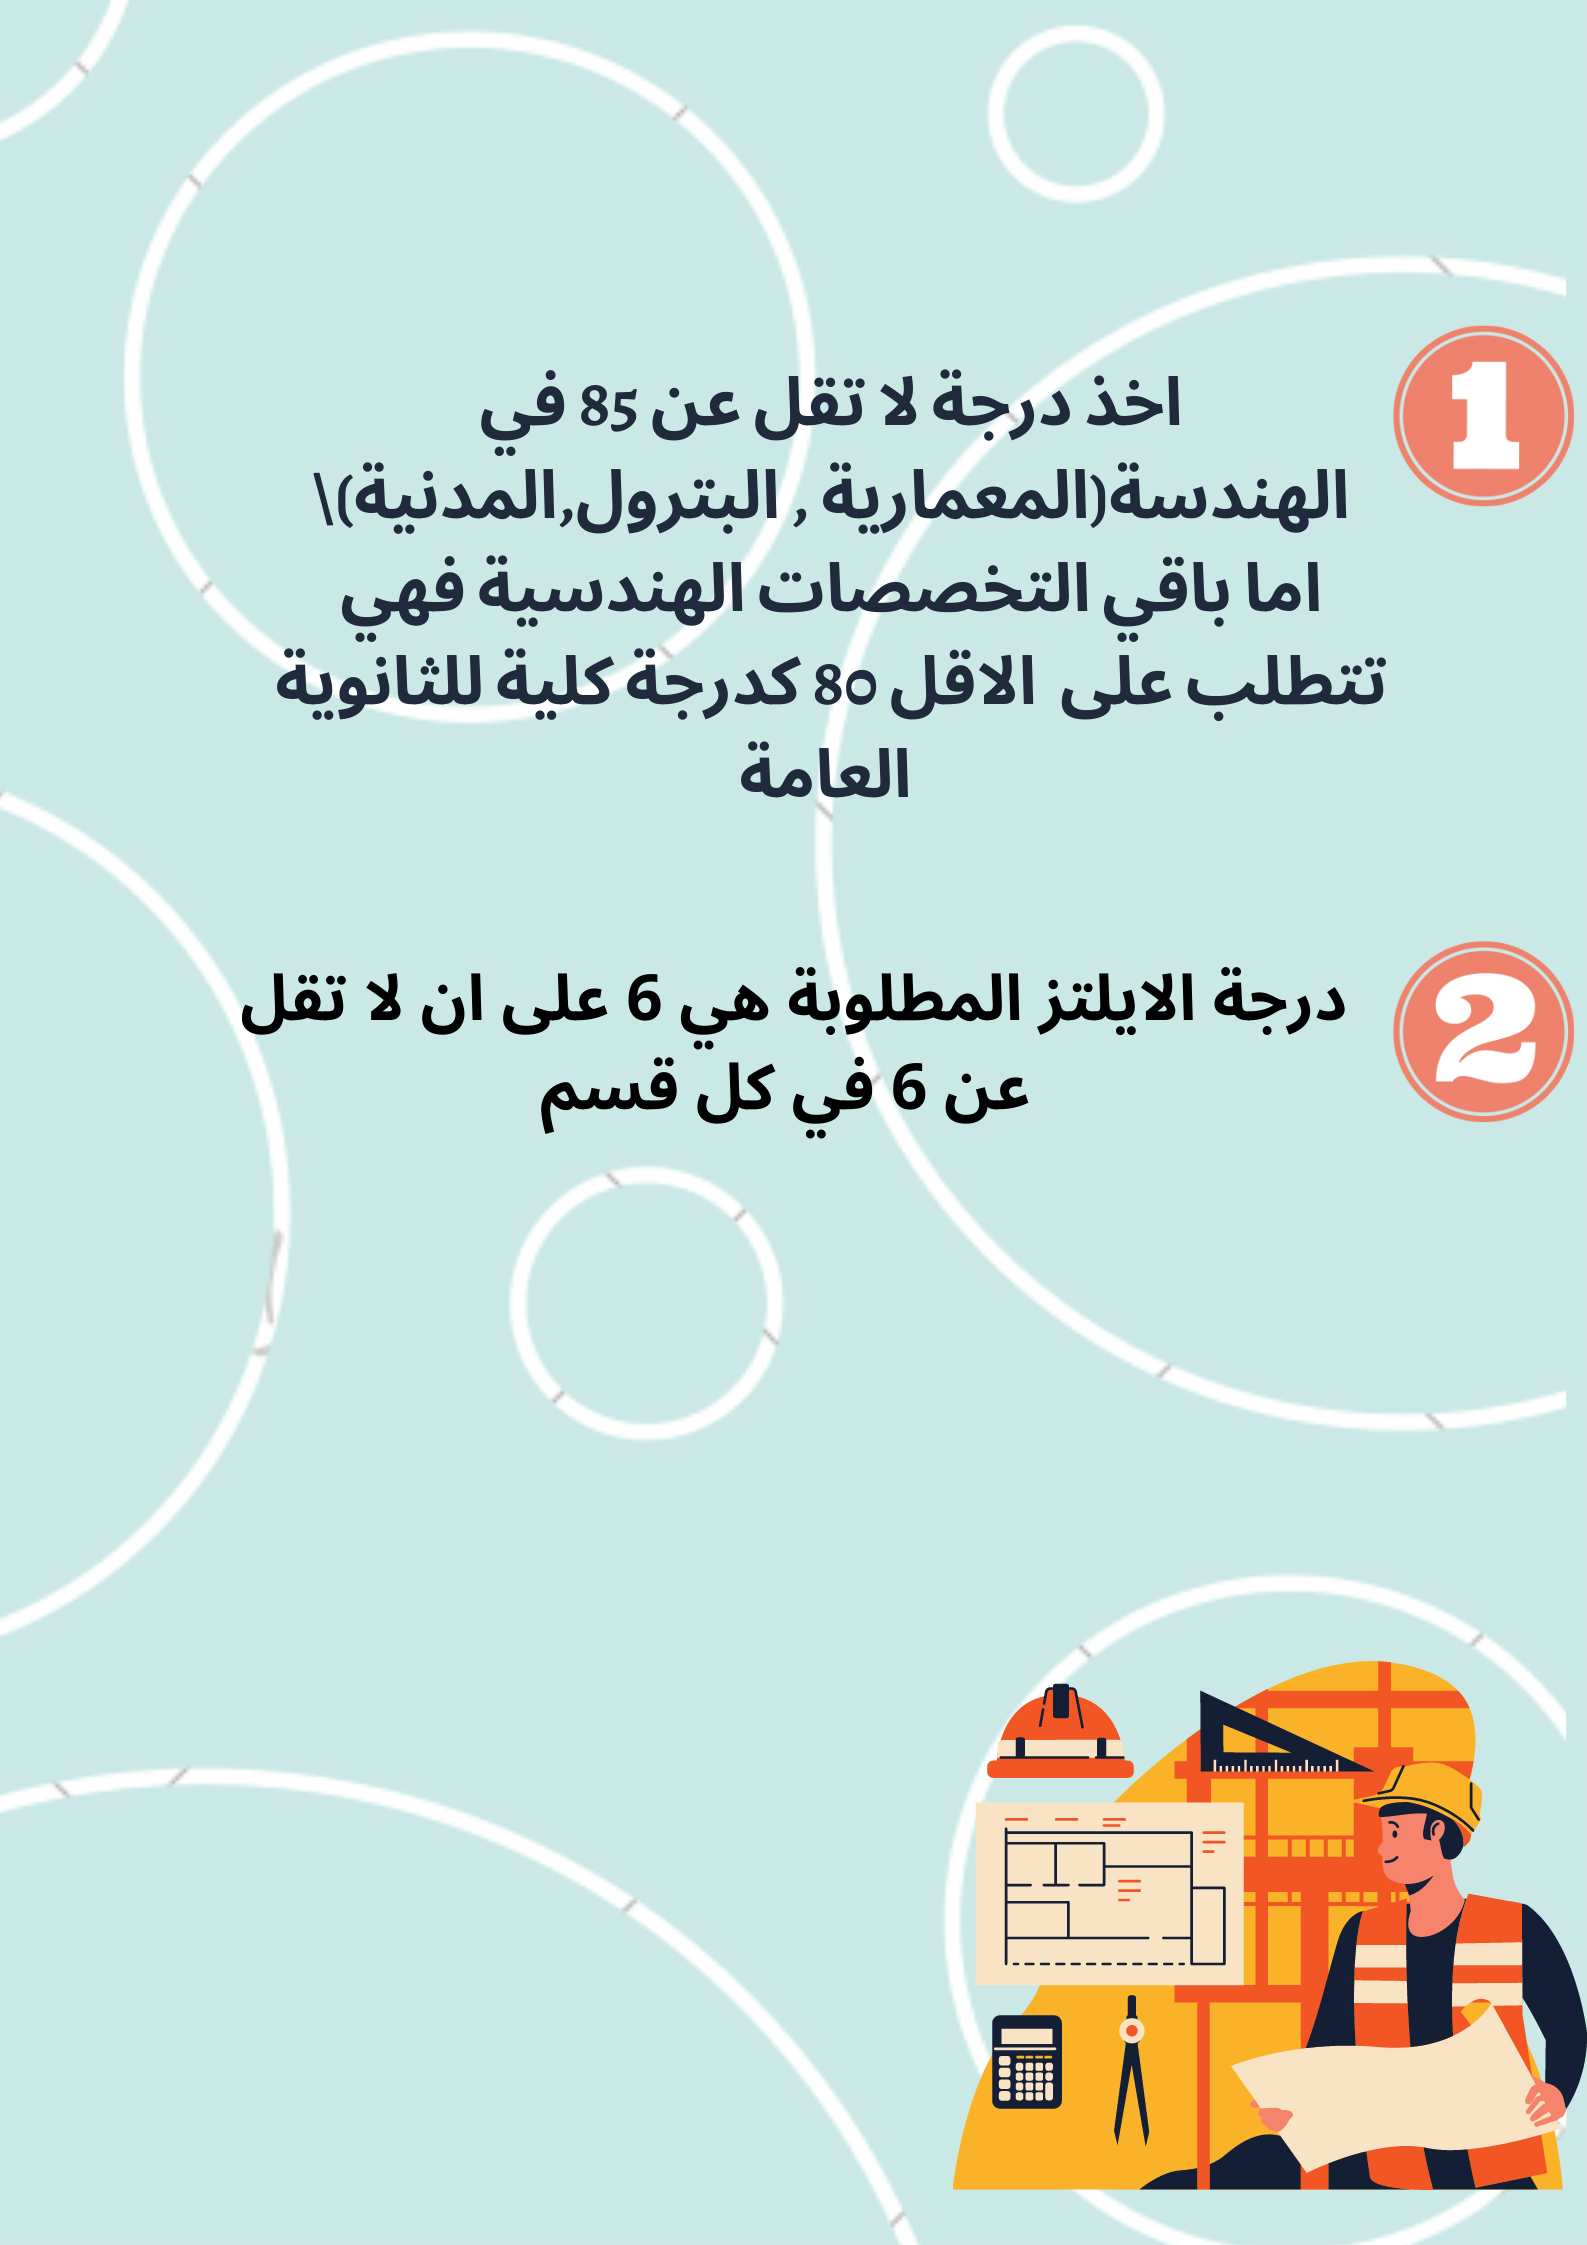 1
اخذ درجة لا تقل عن 85 في
الهندسة(المعمارية , البترول,المدنية)\
اما باقي التخصصات الهندسية فهي
تتطلب على الاقل 80 كدرجة كلية للثانوية
العامة
2
درجة الايلتز المطلوبة هي 6 على ان لا تقل
عن 6 في كل قسم